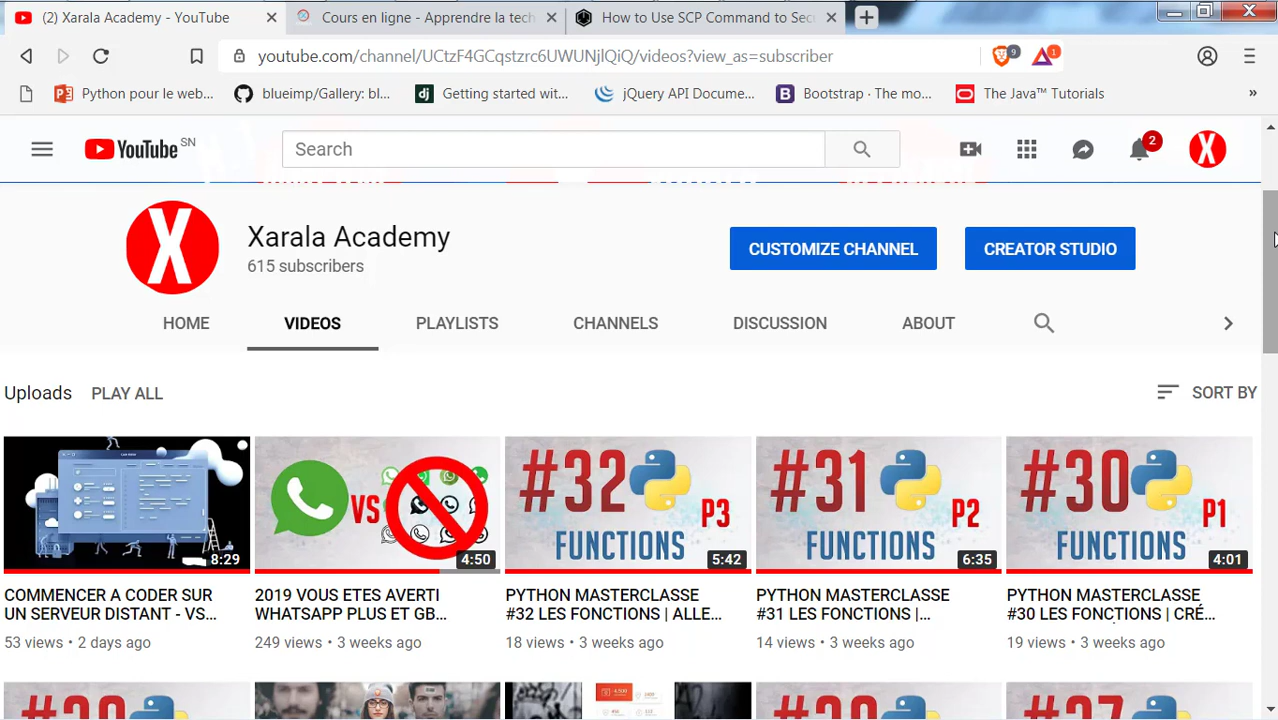 (2) Xarala Academy - YouTube
Cours en ligne - Apprendre la tech
How to Use SCP Command to Sec
youtube.com/channel/UCtzF4GCqstzrc6UWUNjlQiQ/videos?view_as=subscriber
9
1
Python pour le web...
blueimp/Gallery: bl...
dj Getting started wit...
jQuery API Docume...
B Bootstrap · The mo...
The Java™ Tutorials
»
YouTube SN
Search
2
X
X
Xarala Academy
615 subscribers
CUSTOMIZE CHANNEL
CREATOR STUDIO
HOME
VIDEOS
PLAYLISTS
CHANNELS
DISCUSSION
ABOUT
Uploads
PLAY ALL
SORT BY
8:29
VS
4:50
#32
P3
FUNCTIONS
5:42
#31
P2
FUNCTIONS
6:35
#30
P1
FUNCTIONS
4:01
COMMENCER A CODER SUR
UN SERVEUR DISTANT - VS...
53 views • 2 days ago
2019 VOUS ETES AVERTI
WHATSAPP PLUS ET GB...
249 views • 3 weeks ago
PYTHON MASTERCLASSE
#32 LES FONCTIONS | ALLE...
18 views • 3 weeks ago
PYTHON MASTERCLASSE
#31 LES FONCTIONS |...
14 views • 3 weeks ago
PYTHON MASTERCLASSE
#30 LES FONCTIONS | CRÉ...
19 views • 3 weeks ago